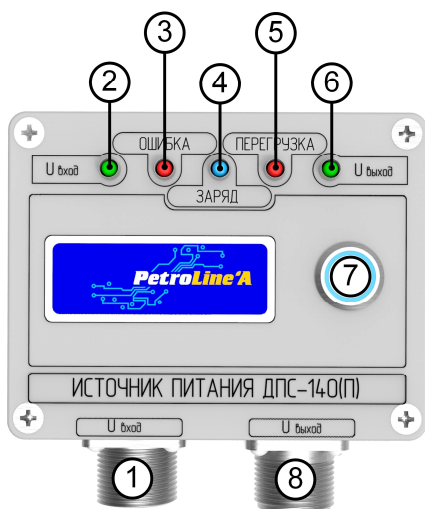 3 5
2 4 6
ОШИБКА ПЕРЕГРУЗКА
U вход U выход
ЗАРЯД
PetroLine'A
7
ИСТОЧНИК ПИТАНИЯ ДПС-140(П)
U вход U выход
1 8